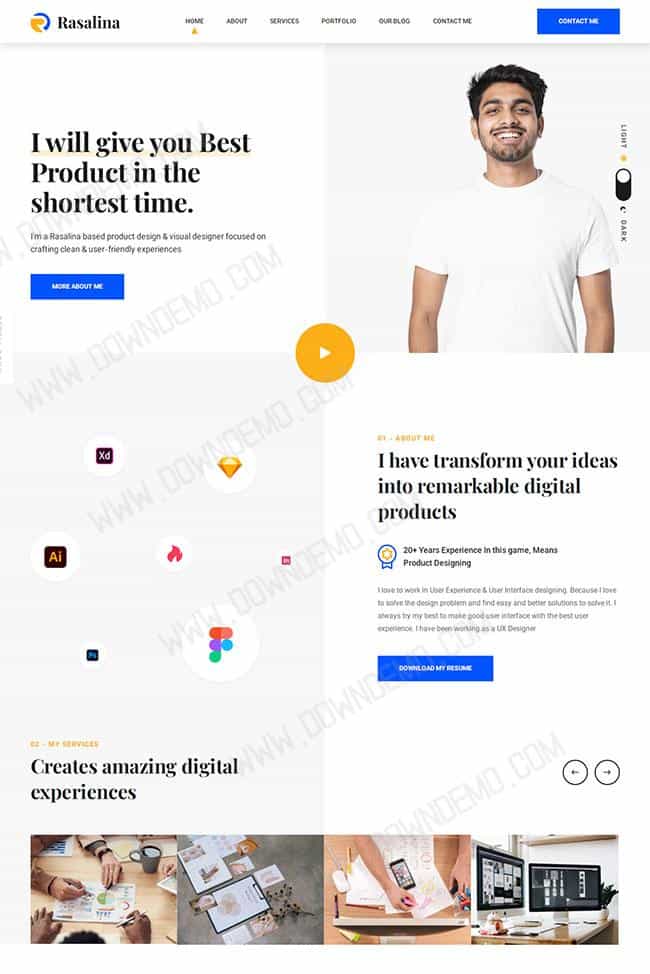 Rasalina
HOME
ABOUT
SERVICES
PORTFOLIO
OUR BLOG
CONTACT ME
CONTACT ME
I will give you Best
Product in the
shortest time.
I'm a Rasalina based product design & visual designer focused on
crafting clean & user-friendly experiences
MORE ABOUT ME
LIGHT
DARK
WWW.DOWNDEMO.COM
Xd
Ai
Ps
01 - ABOUT ME
I have transform your ideas
into remarkable digital
products
20+ Years Experience In this game, Means
Product Designing
I love to work in User Experience & User Interface designing. Because I love
to solve the design problem and find easy and better solutions to solve it. I
always try my best to make good user interface with the best user
experience. I have been working as a UX Designer
DOWNLOAD MY RESUME
02 - MY SERVICES
Creates amazing digital
experiences
WWW.DOWNDEMO.COM
WWW.DOWNDEMO.COM
WWW.DOWNDEMO.COM